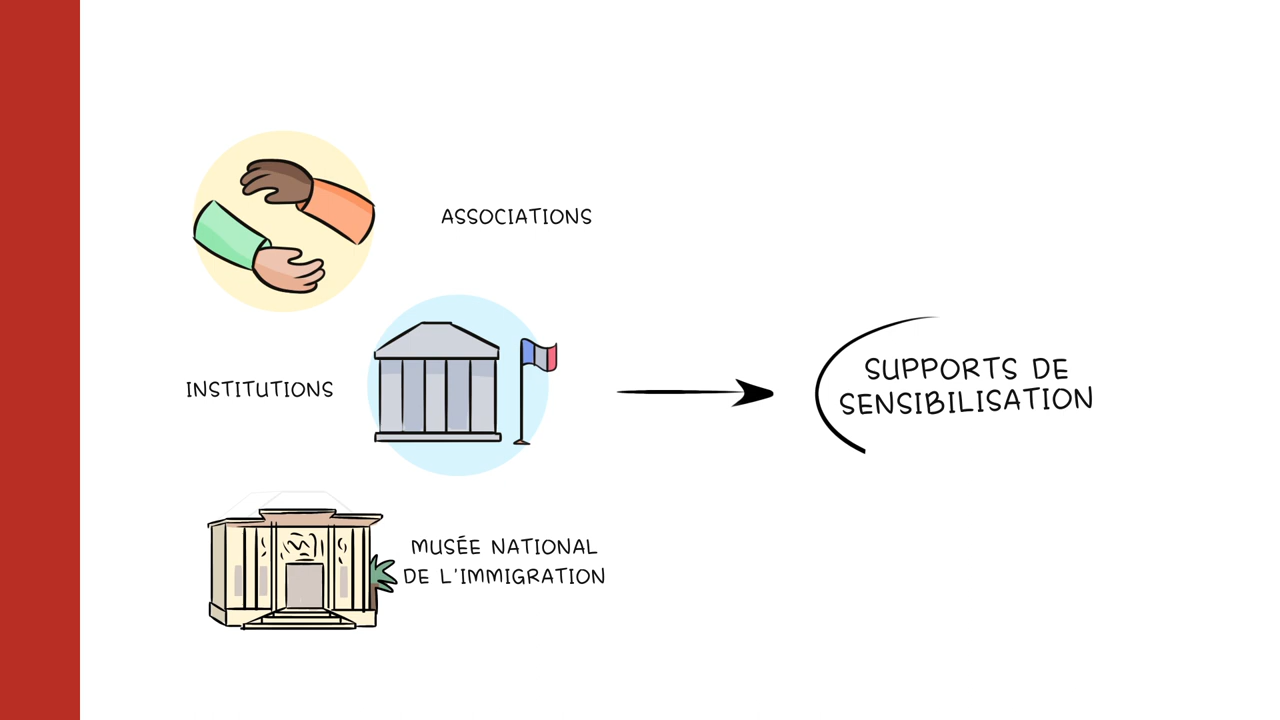 ASSOCIATIONS
INSTITUTIONS
MUSÉE NATIONAL
DE L'IMMIGRATION
SUPPORTS DE
SENSIBILISATION